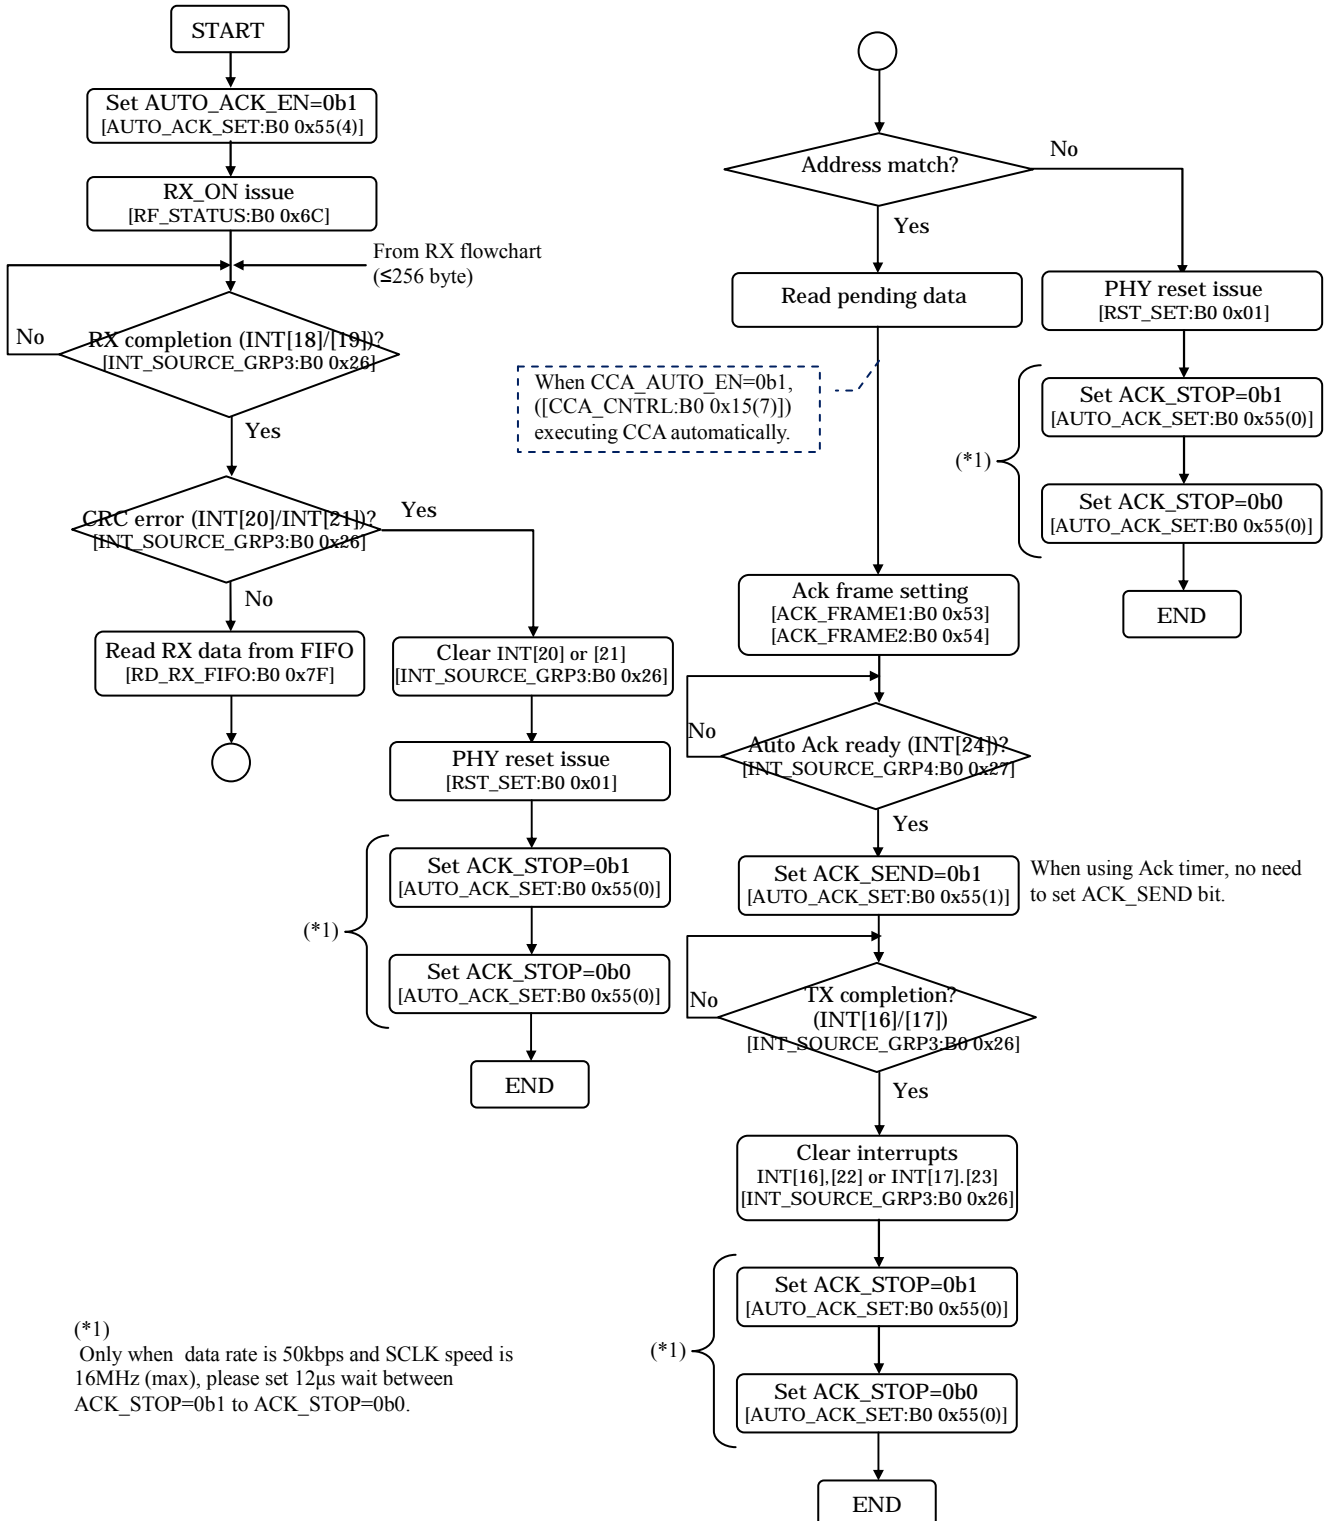 START
Set AUTO_ACK_EN=0b1
[AUTO_ACK_SET:B0 0x55(4)]
RX_ON issue
[RF_STATUS:B0 0x6C]
From RX flowchart
(≤256 byte)
No
RX completion (INT[18]/[19])?
[INT_SOURCE_GRP3:B0 0x26]
Yes
CRC error (INT[20]/INT[21])?
[INT_SOURCE_GRP3:B0 0x26]
Yes
No
Read RX data from FIFO
[RD_RX_FIFO:B0 0x7F]
Clear INT[20] or [21]
[INT_SOURCE_GRP3:B0 0x26]
PHY reset issue
[RST_SET:B0 0x01]
(*1)
Set ACK_STOP=0b1
[AUTO_ACK_SET:B0 0x55(0)]
Set ACK_STOP=0b0
[AUTO_ACK_SET:B0 0x55(0)]
END
Address match?
No
Yes
Read pending data
When CCA_AUTO_EN=0b1,
([CCA_CNTRL:B0 0x15(7)])
executing CCA automatically.
PHY reset issue
[RST_SET:B0 0x01]
(*1)
Set ACK_STOP=0b1
[AUTO_ACK_SET:B0 0x55(0)]
Set ACK_STOP=0b0
[AUTO_ACK_SET:B0 0x55(0)]
END
Ack frame setting
[ACK_FRAME1:B0 0x53]
[ACK_FRAME2:B0 0x54]
No
Auto Ack ready (INT[24])?
[INT_SOURCE_GRP4:B0 0x27]
Yes
Set ACK_SEND=0b1
[AUTO_ACK_SET:B0 0x55(1)]
When using Ack timer, no need
to set ACK_SEND bit.
No
TX completion?
(INT[16]/[17])
[INT_SOURCE_GRP3:B0 0x26]
Yes
Clear interrupts
INT[16],[22] or INT[17].[23]
[INT_SOURCE_GRP3:B0 0x26]
(*1)
Set ACK_STOP=0b1
[AUTO_ACK_SET:B0 0x55(0)]
Set ACK_STOP=0b0
[AUTO_ACK_SET:B0 0x55(0)]
END
(*1)
Only when data rate is 50kbps and SCLK speed is
16MHz (max), please set 12μs wait between
ACK_STOP=0b1 to ACK_STOP=0b0.